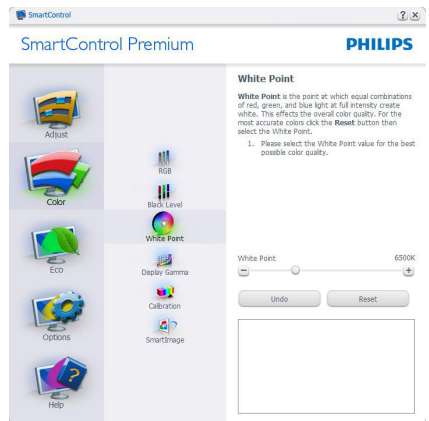 SmartControl
SmartControl Premium
PHILIPS
Adjust
Color
Eco
Options
Help
RGB
Black Level
White Point
Display Gamma
Calibration
SmartImage
White Point
White Point is the point at which equal combinations
of red, green, and blue light at full intensity create
white. This effects the overall color quality. For the
most accurate colors click the Reset button then
select the White Point.
1. Please select the White Point value for the best
possible color quality.
White Point 6500K
Undo Reset